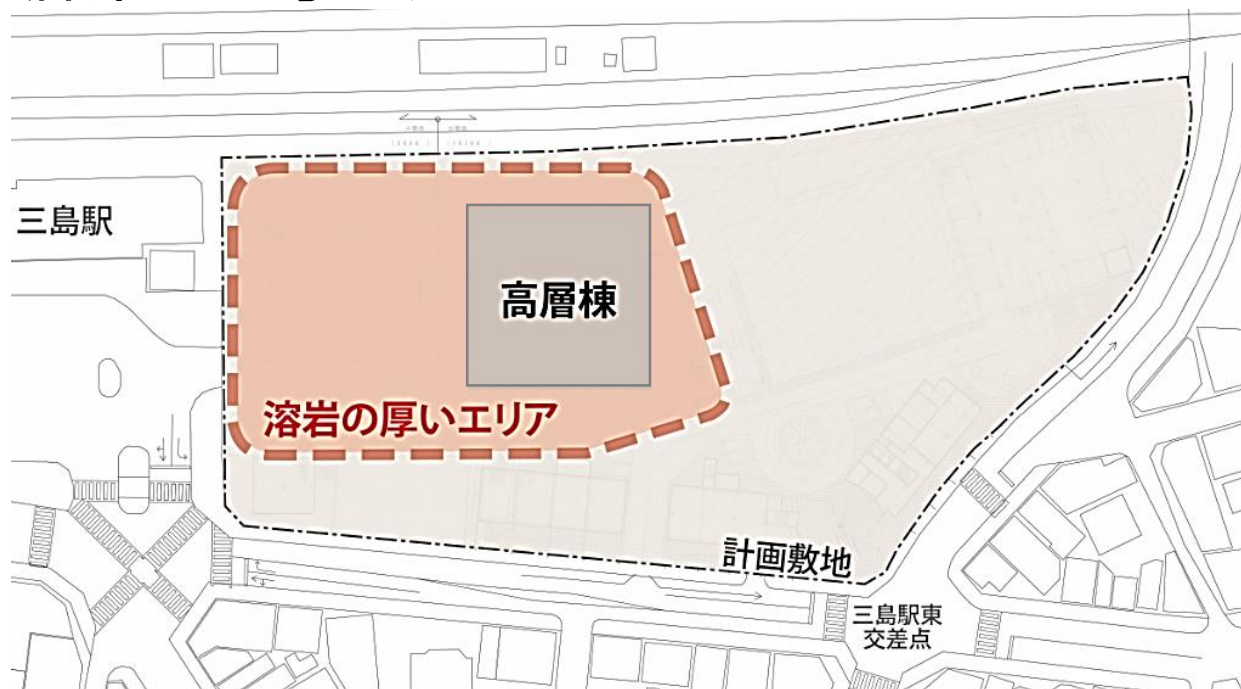 三島駅
高層棟
溶岩の厚いエリア
計画敷地
三島駅東
交差点